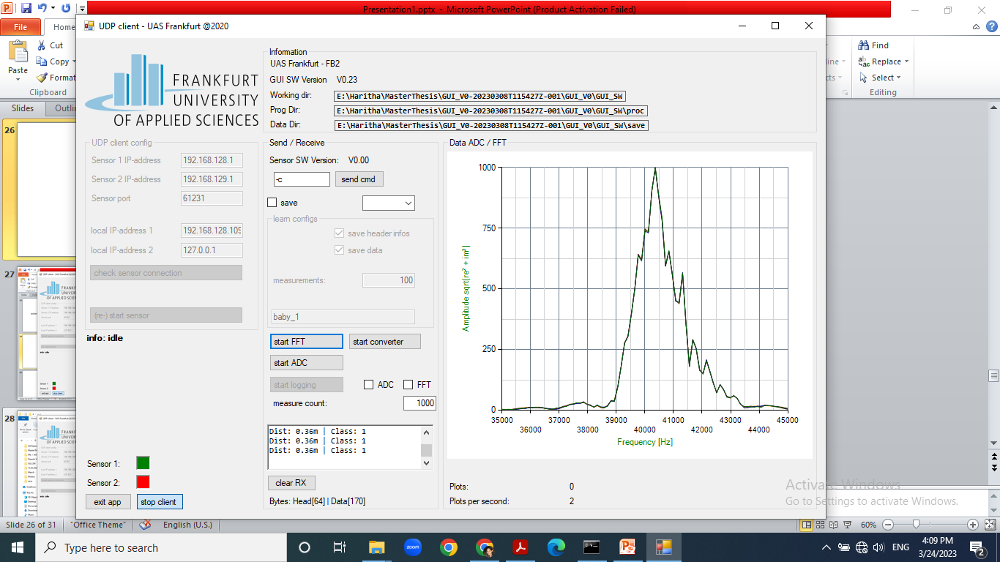 Presentation1.pptx - Microsoft PowerPoint (Product Activation Failed)
File
Home
Cut
Copy
Format
Paste
Clipboard
Find
Replace
Select
Editing
Slides
Outlin
26
27
28
UDP client - UAS Frankfurt @2020
FRANKFURT
UNIVERSITY
OF APPLIED SCIENCES
Information
UAS Frankfurt - FB2
GUI SW Version V0.23
Working dir: E:\Haritha\MasterThesis\GUI_V0-20230308T115427Z-001\GUI_V0\GUI_SW
Prog Dir: E:\Haritha\MasterThesis\GUI_V0-20230308T115427Z-001\GUI_V0\GUI_SW\proc
Data Dir: E:\Haritha\MasterThesis\GUI_V0-20230308T115427Z-001\GUI_V0\GUI_SW\save
UDP client config
Sensor 1 IP-address 192.168.128.1
Sensor 2 IP-address 192.168.129.1
Sensor port 61231
local IP-address 1 192.168.128.109
local IP-address 2 127.0.0.1
check sensor connection
(re-) start sensor
info: idle
Sensor 1:
Sensor 2:
exit app
stop client
Send / Receive
Sensor SW Version: V0.00
-c
send cmd
save
learn configs
save header infos
save data
measurements: 100
baby_1
start FFT
start converter
start ADC
start logging
ADC
FFT
measure count: 1000
Dist: 0.36m | Class: 1
Dist: 0.36m | Class: 1
Dist: 0.36m | Class: 1
clear RX
Bytes: Head[64] | Data[170]
Data ADC / FFT
1000
750
500
250
0
Amplitude sqrt(re² + im²)
35000 37000 39000 41000 43000 45000
36000 38000 40000 42000 44000
Frequency [Hz]
Plots: 0
Plots per second: 2
Activate Windows
Go to Settings to activate Windows.
Slide 26 of 31
"Office Theme"
English (U.S.)
60%
Type here to search
zoom
ENG
4:09 PM
3/24/2023
2